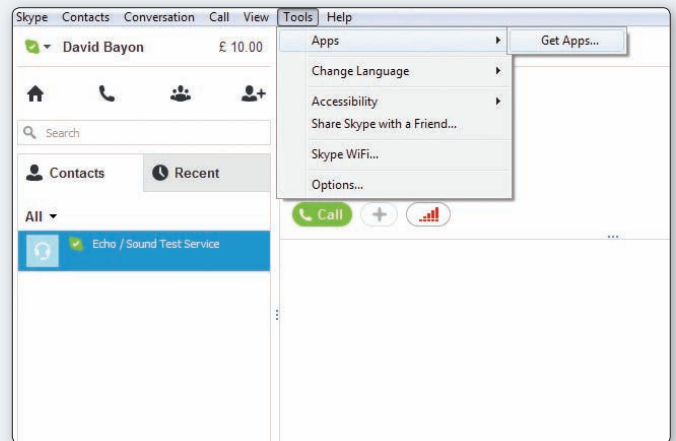 Skype Contacts Conversation Call View Tools Help
David Bayon £ 10.00
Search
Contacts Recent
All
Echo / Sound Test Service
Apps
Get Apps...
Change Language
Accessibility
Share Skype with a Friend...
Skype WiFi...
Options...
Call